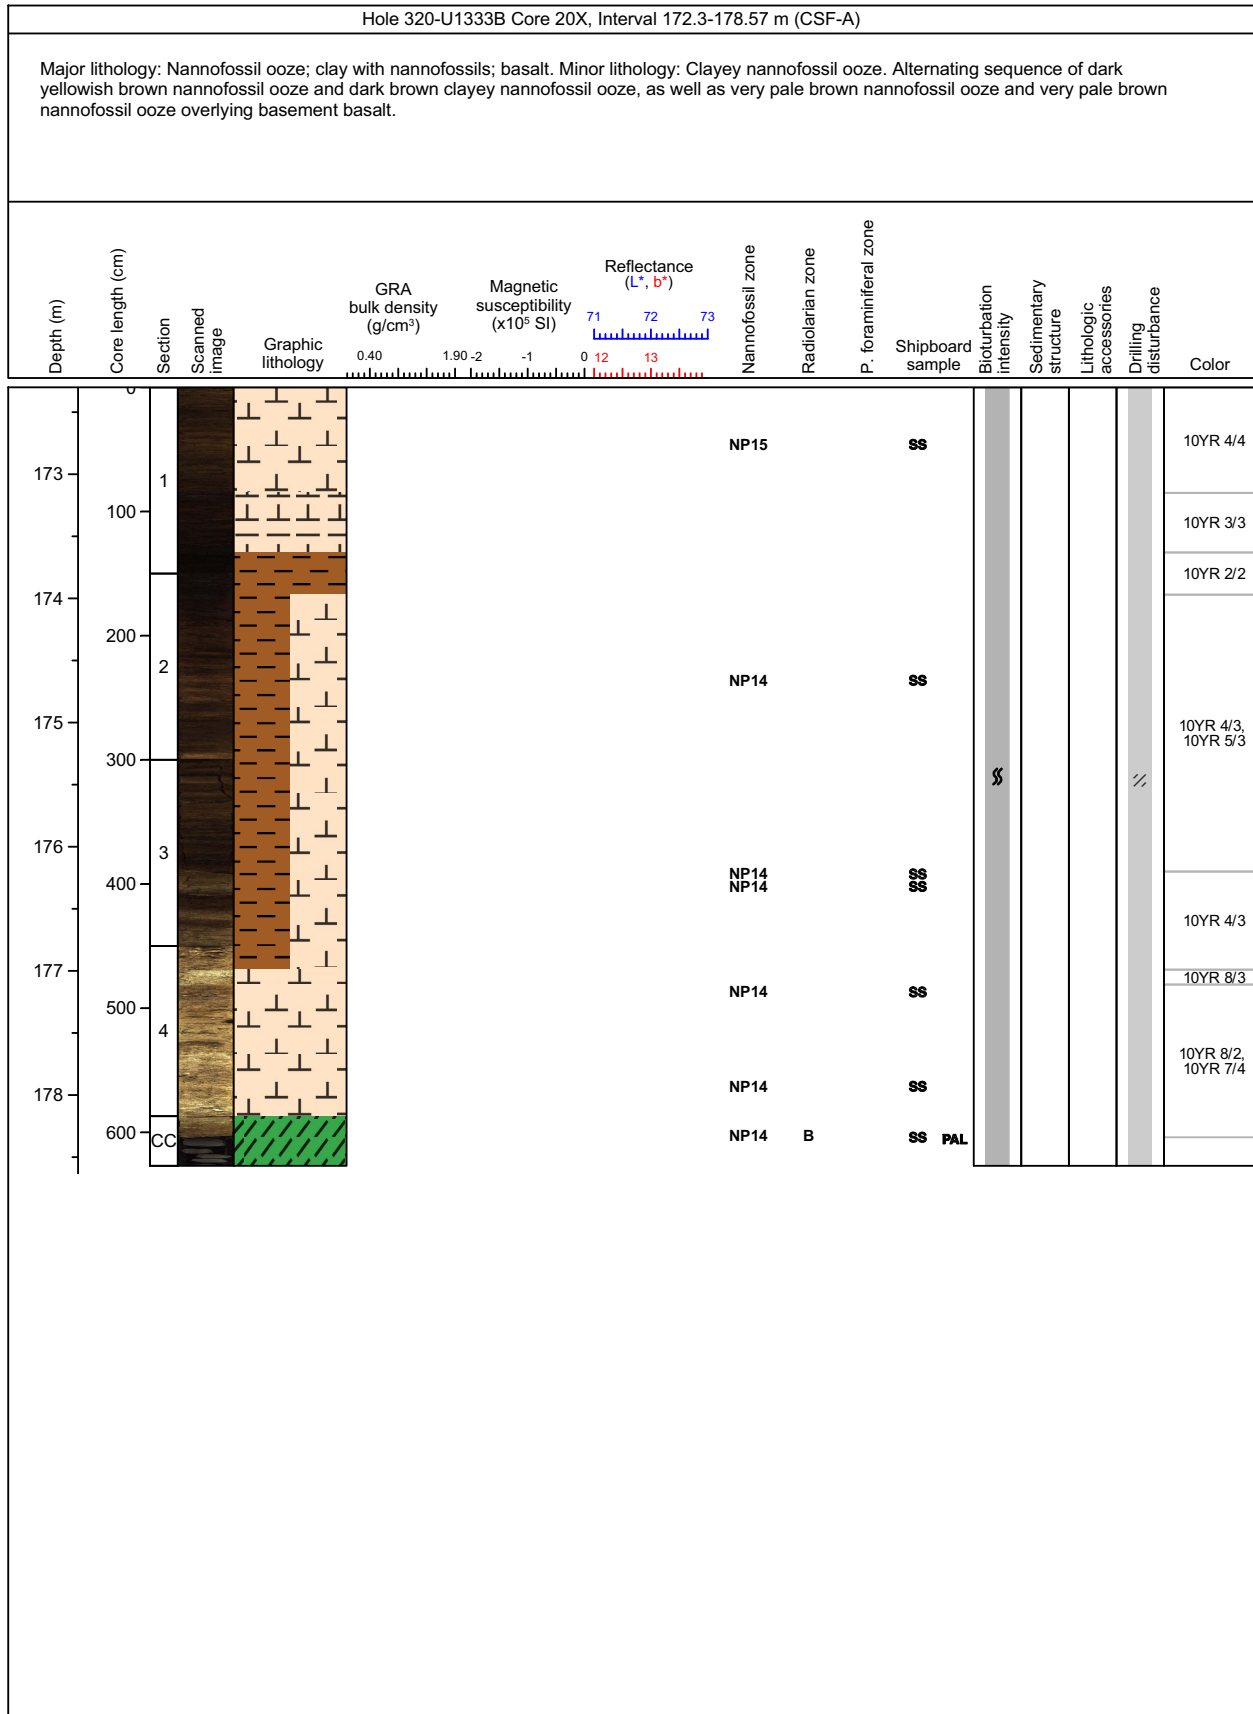 Hole 320-U1333B Core 20X, Interval 172.3-178.57 m (CSF-A)
Major lithology: Nannofossil ooze; clay with nannofossils; basalt. Minor lithology: Clayey nannofossil ooze. Alternating sequence of dark
yellowish brown nannofossil ooze and dark brown clayey nannofossil ooze, as well as very pale brown nannofossil ooze and very pale brown
nannofossil ooze overlying basement basalt.
Depth (m)
Core length (cm)
Section
Scanned
image
Graphic
lithology
GRA
bulk density
(g/cm³)
0.40 1.90
Magnetic
susceptibility
(x10⁵ SI)
-2 -1 0
Reflectance
(L*, b*)
71 72 73
12 13
Nannofossil zone
Radiolarian zone
P. foraminiferal zone
Shipboard
sample
Bioturbation
intensity
Sedimentary
structure
Lithologic
accessories
Drilling
disturbance
Color
0
NP15 SS
10YR 4/4
173
1
100
10YR 3/3
10YR 2/2
174
200
2
NP14 SS
175
10YR 4/3,
10YR 5/3
300
176
3
NP14 SS
400
NP14 SS
10YR 4/3
177
10YR 8/3
NP14 SS
500
4
10YR 8/2,
10YR 7/4
178
NP14 SS
600
CC
NP14 B SS PAL